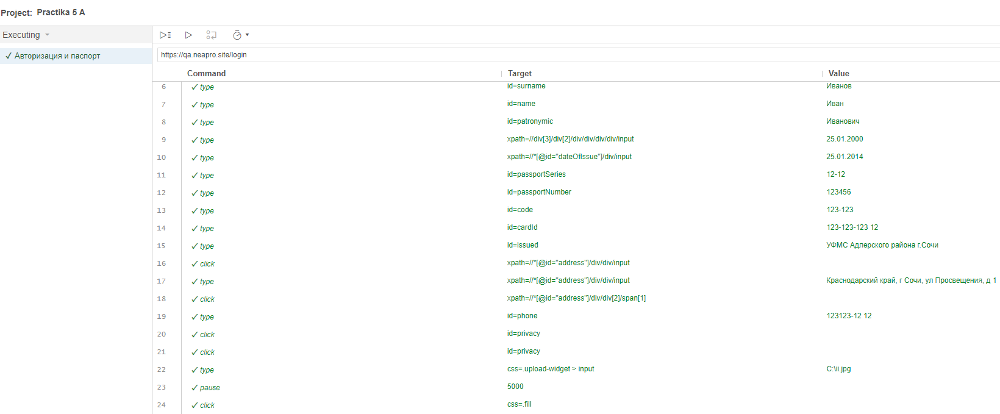 Project: Practika 5 A
Executing
✓ Авторизация и паспорт
https://qa.neapro.site/login
Command Target Value
6 ✓ type id=surname Иванов
7 ✓ type id=name Иван
8 ✓ type id=patronymic Иванович
9 ✓ type xpath=//div[3]/div[2]/div/div/div/div/input 25.01.2000
10 ✓ type xpath=//*[@id="dateOfIssue"]/div/input 25.01.2014
11 ✓ type id=passportSeries 12-12
12 ✓ type id=passportNumber 123456
13 ✓ type id=code 123-123
14 ✓ type id=cardId 123-123-123 12
15 ✓ type id=issued УФМС Адлерского района г.Сочи
16 ✓ click xpath=//*[@id="address"]/div/div/input
17 ✓ type xpath=//*[@id="address"]/div/div/input Краснодарский край, г Сочи, ул Просвещения, д 1
18 ✓ click xpath=//*[@id="address"]/div/div[2]/span[1]
19 ✓ type id=phone 123123-12 12
20 ✓ click id=privacy
21 ✓ click id=privacy
22 ✓ type css=.upload-widget > input C:\ii.jpg
23 ✓ pause 5000
24 ✓ click css=.fill